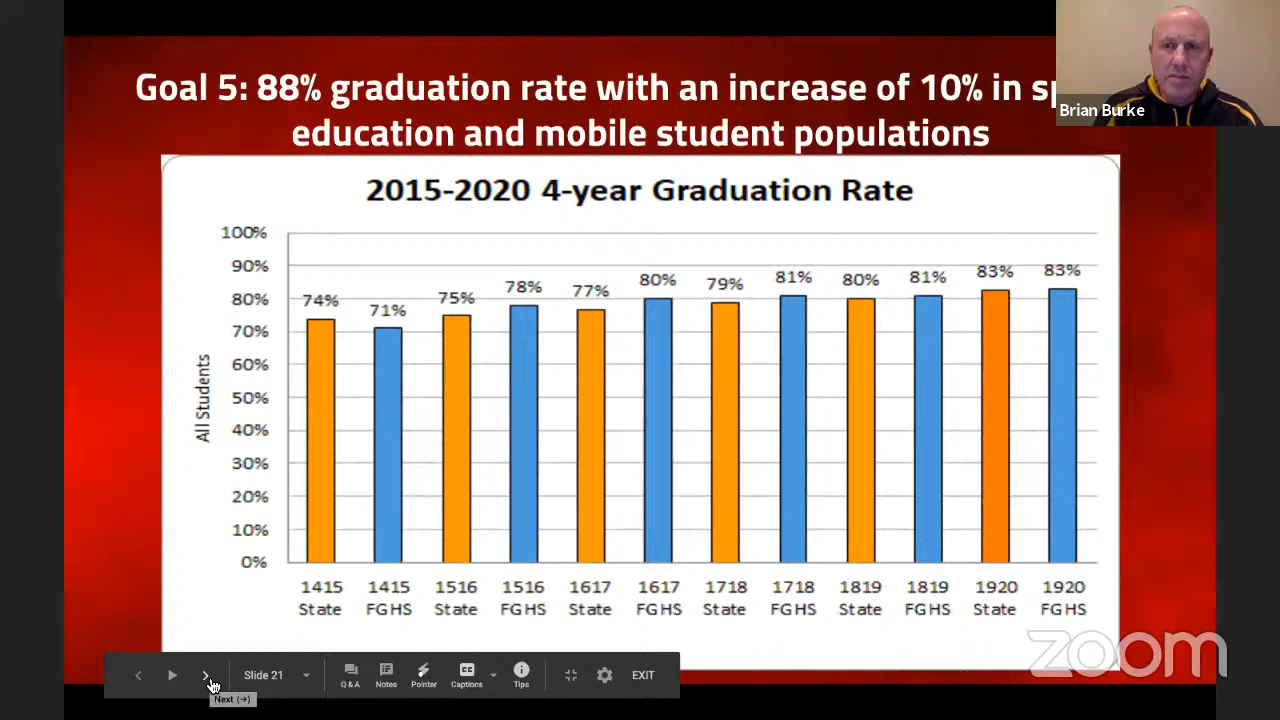 Goal 5: 88% graduation rate with an increase of 10% in
education and mobile student populations
Brian Burke
2015-2020 4-year Graduation Rate
100%
90%
80%
70%
60%
50%
40%
30%
20%
10%
0%
All Students
74% 71% 75% 78% 77% 80% 79% 81% 80% 81% 83% 83%
1415 1415 1516 1516 1617 1617 1718 1718 1819 1819 1920 1920
State FGHS State FGHS State FGHS State FGHS State FGHS State FGHS
zoom
Slide 21 Q & A Notes Pointer Captions Tips EXIT
Next (→)